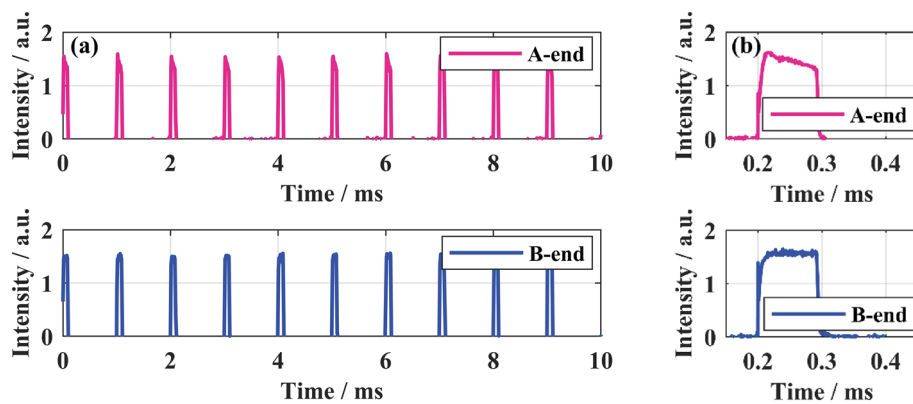 (a)
A-end
Intensity / a.u.
2
1
0
0 2 4 6 8 10
Time / ms
(b)
A-end
Intensity / a.u.
2
1
0
0.2 0.3 0.4
Time / ms
B-end
Intensity / a.u.
2
1
0
0 2 4 6 8 10
Time / ms
B-end
Intensity / a.u.
2
1
0
0.2 0.3 0.4
Time / ms